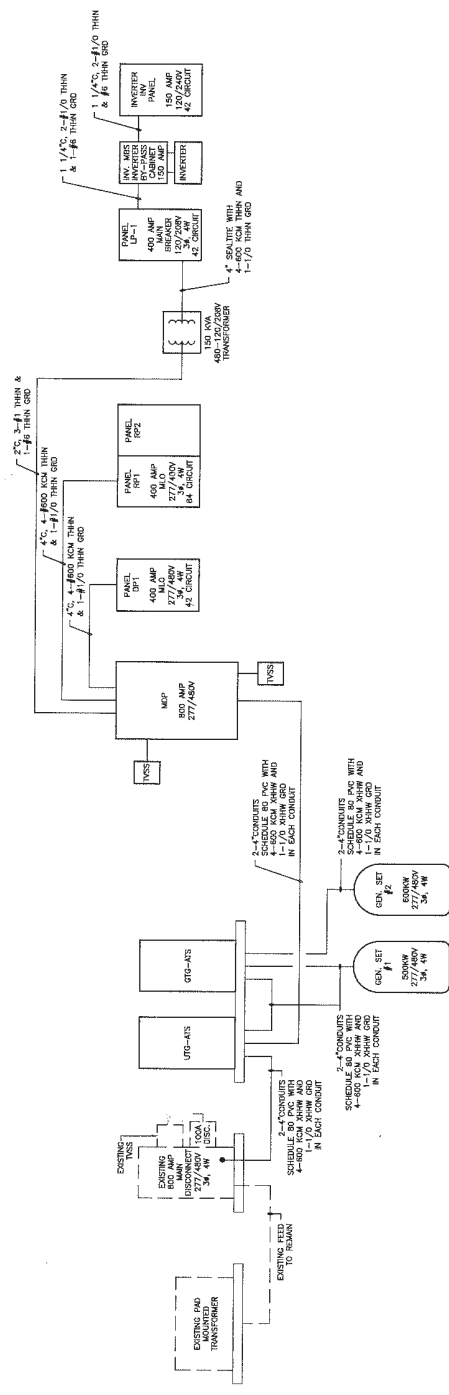 EXISTING PAD
MOUNTED
TRANSFORMER
EXISTING FEED
TO REMAIN
EXISTING
TVSS
EXISTING
800 AMP
MAIN
DISCONNECT
277/480V
3ø, 4W
100A
DISC.
2-4"CONDUITS
SCHEDULE 80 PVC WITH
4-600 KCM XHHW AND
1-1/0 XHHW GRD
IN EACH CONDUIT
UTG-ATS
GTG-ATS
2-4"CONDUITS
SCHEDULE 80 PVC WITH
4-600 KCM XHHW AND
1-1/0 XHHW GRD
IN EACH CONDUIT
GEN. SET
#1
500KW
277/480V
3ø, 4W
GEN. SET
#2
600KW
277/480V
3ø, 4W
2-4"CONDUITS
SCHEDULE 80 PVC WITH
4-600 KCM XHHW AND
1-1/0 XHHW GRD
IN EACH CONDUIT
2-4"CONDUITS
SCHEDULE 80 PVC WITH
4-600 KCM XHHW AND
1-1/0 XHHW GRD
IN EACH CONDUIT
TVSS
MDP
800 AMP
277/480V
TVSS
4"C, 4-#600 KCM THHN
& 1-#1/0 THHN GRD
4"C, 4-#600 KCM THHN
& 1-#1/0 THHN GRD
2"C, 3-#1 THHN &
1-#6 THHN GRD
PANEL
DP1
400 AMP
MLO
277/480V
3ø, 4W
42 CIRCUIT
PANEL
RP1
400 AMP
MLO
277/480V
3ø, 4W
84 CIRCUIT
PANEL
RP2
150 KVA
480-120/208V
TRANSFORMER
4" SEALTITE WITH
4-600 KCM THHN AND
1-1/0 THHN GRD
PANEL
LP-1
400 AMP
MAIN
BREAKER
120/208V
3ø, 4W
42 CIRCUIT
1 1/4"C, 2-#1/0 THHN
& 1-#6 THHN GRD
INV. MBS
INVERTER
BY-PASS
CABINET
150 AMP
INVERTER
1 1/4"C, 2-#1/0 THHN
& #6 THHN GRD
INVERTER
INV
PANEL
150 AMP
120/240V
42 CIRCUIT